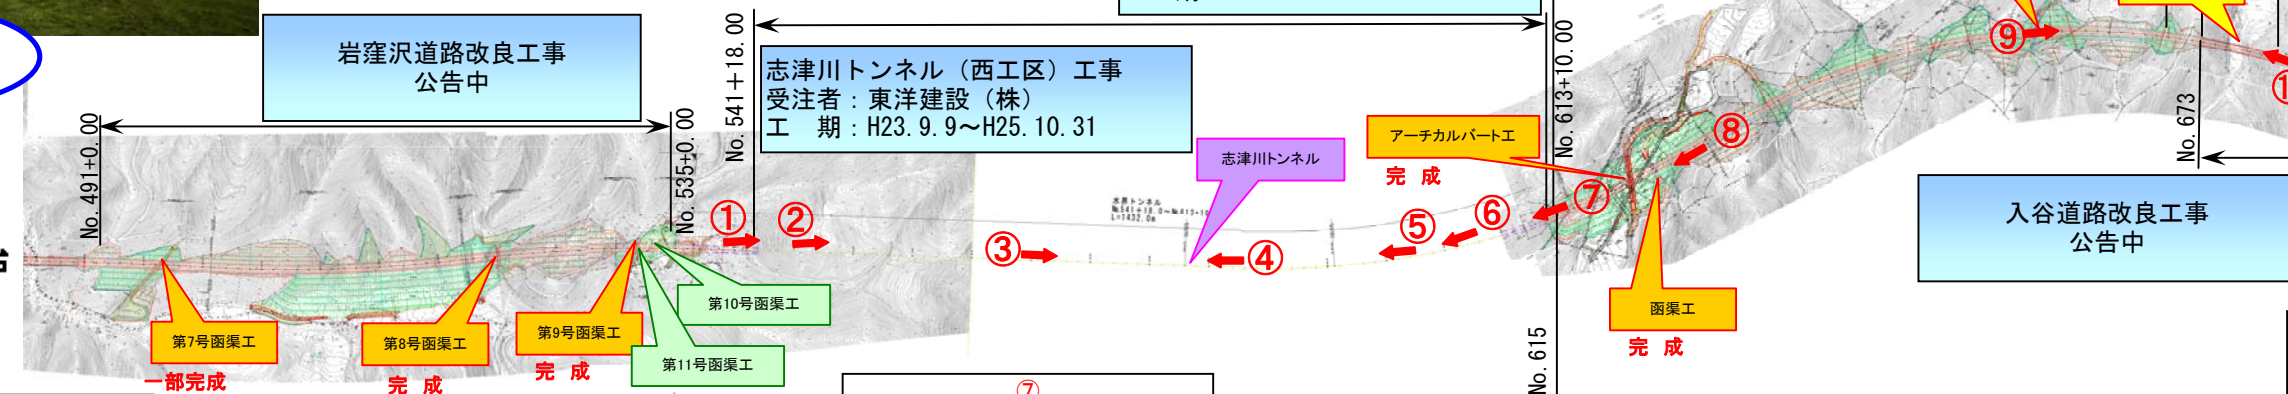 岩窪沢道路改良工事
公告中
志津川トンネル（西工区）工事
受注者：東洋建設（株）
工　期：H23.9.9～H25.10.31
No. 491+0.00
No. 535+0.00
No. 541+18.00
No. 613+10.00
No. 615
No. 673
志津川トンネル
アーチカルバート工
完 成
入谷道路改良工事
公告中
①
②
③
④
⑤
⑥
⑦
⑧
⑨
第7号函渠工
一部完成
第8号函渠工
完 成
第9号函渠工
完 成
第10号函渠工
第11号函渠工
函渠工
完 成
L=1432.0m
⑦